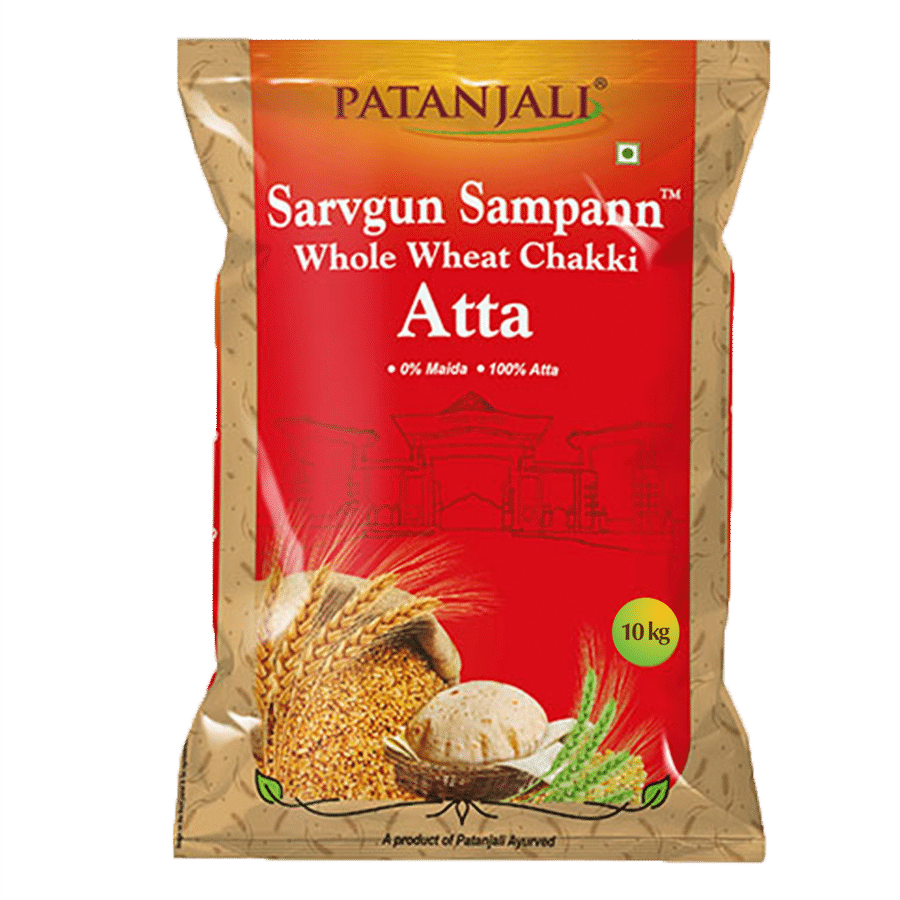 PATANJALI®
Sarvgun Sampann™
Whole Wheat Chakki
Atta
• 0% Maida • 100% Atta
10 kg
A product of Patanjali Ayurved